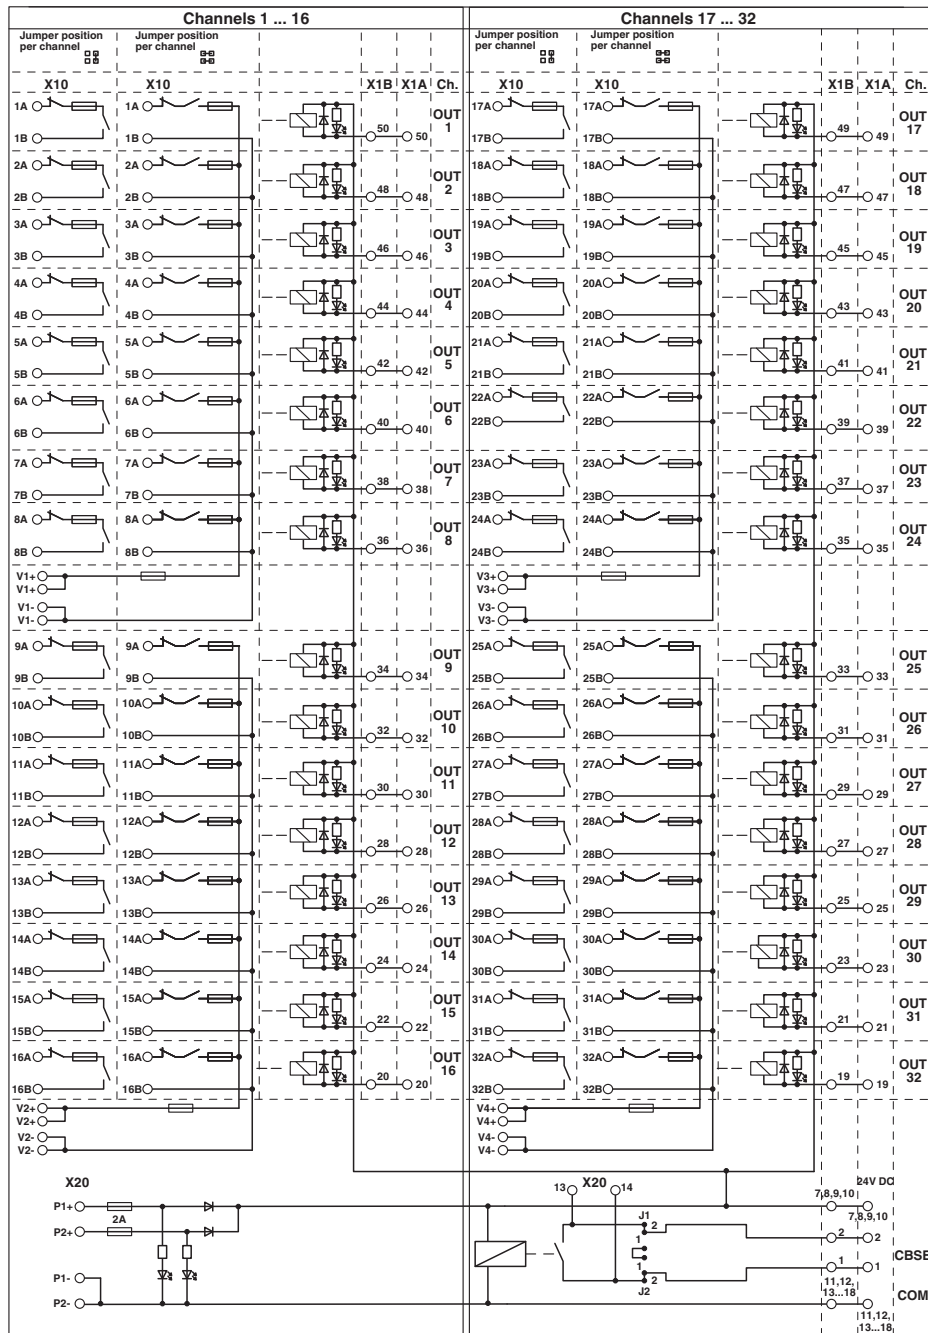 Channels 1 ... 16 Channels 17 ... 32
Jumper position per channel Jumper position per channel Jumper position per channel Jumper position per channel
X10 X10 X1B X1A Ch. X10 X10 X1B X1A Ch.
1A 1A OUT 1 17A 17A OUT 17
1B 1B 50 50 17B 17B 49 49
2A 2A OUT 2 18A 18A OUT 18
2B 2B 48 48 18B 18B 47 47
3A 3A OUT 3 19A 19A OUT 19
3B 3B 46 46 19B 19B 45 45
4A 4A OUT 4 20A 20A OUT 20
4B 4B 44 44 20B 20B 43 43
5A 5A OUT 5 21A 21A OUT 21
5B 5B 42 42 21B 21B 41 41
6A 6A OUT 6 22A 22A OUT 22
6B 6B 40 40 22B 22B 39 39
7A 7A OUT 7 23A 23A OUT 23
7B 7B 38 38 23B 23B 37 37
8A 8A OUT 8 24A 24A OUT 24
8B 8B 36 36 24B 24B 35 35
V1+ V3+
V1+ V3+
V1- V3-
V1- V3-
9A 9A OUT 9 25A 25A OUT 25
9B 9B 34 34 25B 25B 33 33
10A 10A OUT 10 26A 26A OUT 26
10B 10B 32 32 26B 26B 31 31
11A 11A OUT 11 27A 27A OUT 27
11B 11B 30 30 27B 27B 29 29
12A 12A OUT 12 28A 28A OUT 28
12B 12B 28 28 28B 28B 27 27
13A 13A OUT 13 29A 29A OUT 29
13B 13B 26 26 29B 29B 25 25
14A 14A OUT 14 30A 30A OUT 30
14B 14B 24 24 30B 30B 23 23
15A 15A OUT 15 31A 31A OUT 31
15B 15B 22 22 31B 31B 21 21
16A 16A OUT 16 32A 32A OUT 32
16B 16B 20 20 32B 32B 19 19
V2+ V4+
V2+ V4+
V2- V4-
V2- V4-
X20 13 X20 14 24V DC
P1+ 2A 7,8,9,10 7,8,9,10
P2+ J1 2 2 2
1 CBSE
P1- 1 1 1
J2 2 11,12, 13...18
P2- COM
11,12, 13...18